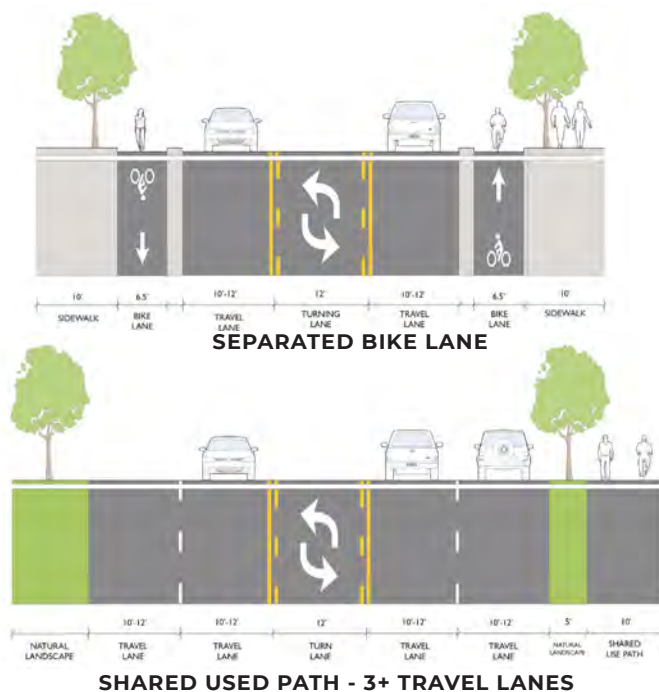 10' 6.5' 10'-12' 12' 10'-12' 6.5' 10'
SIDEWALK BIKE LANE TRAVEL LANE TURNING LANE TRAVEL LANE BIKE LANE SIDEWALK
SEPARATED BIKE LANE
10'-12' 10'-12' 12' 10'-12' 10'-12' 5' 10'
NATURAL LANDSCAPE TRAVEL LANE TRAVEL LANE TURN LANE TRAVEL LANE TRAVEL LANE NATURAL LANDSCAPE SHARED USE PATH
SHARED USED PATH - 3+ TRAVEL LANES